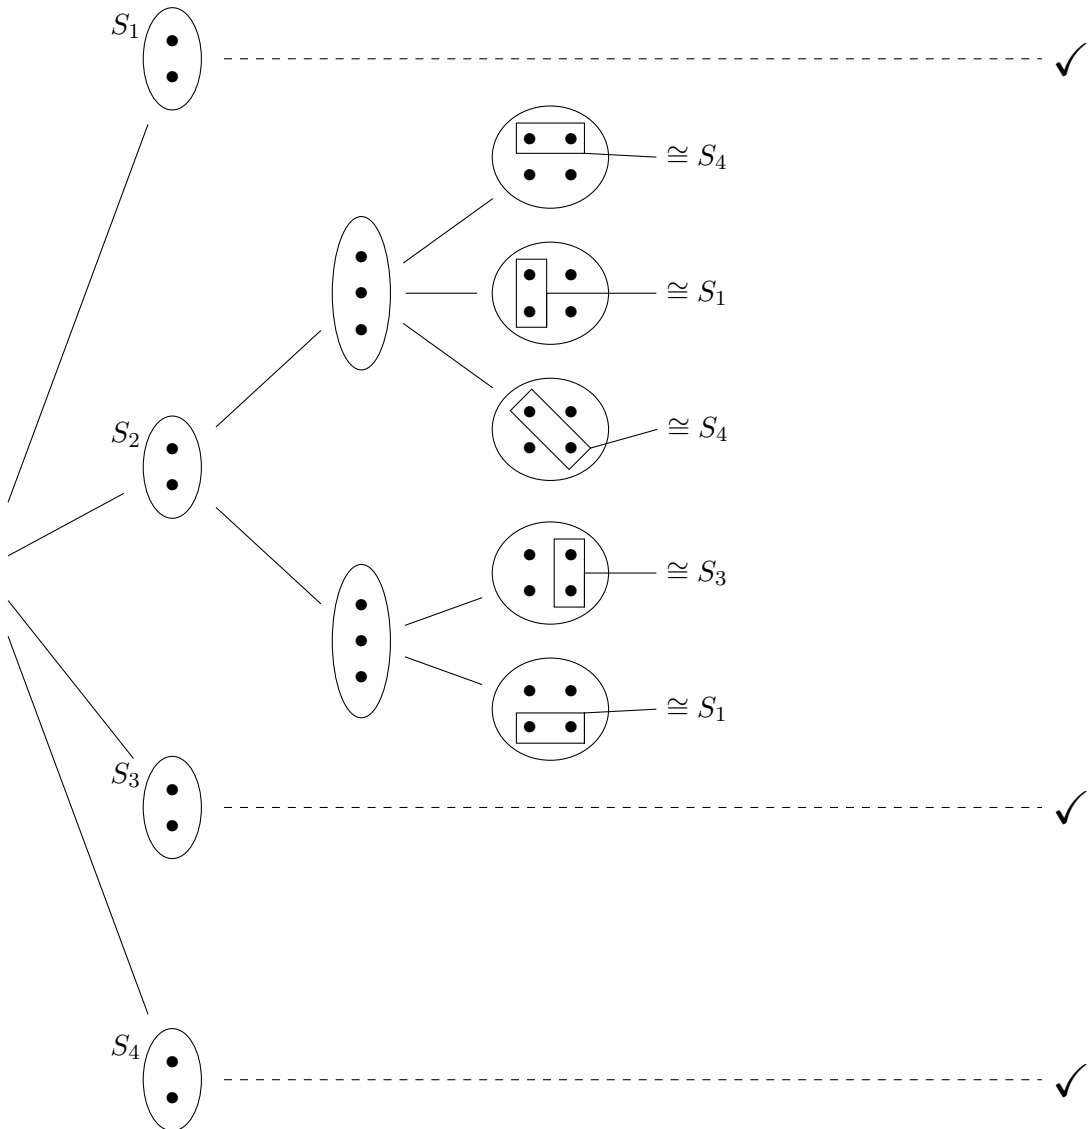 S₁ ✓
≅ S₄
≅ S₁
≅ S₄
S₂
≅ S₃
≅ S₁
S₃ ✓
S₄ ✓